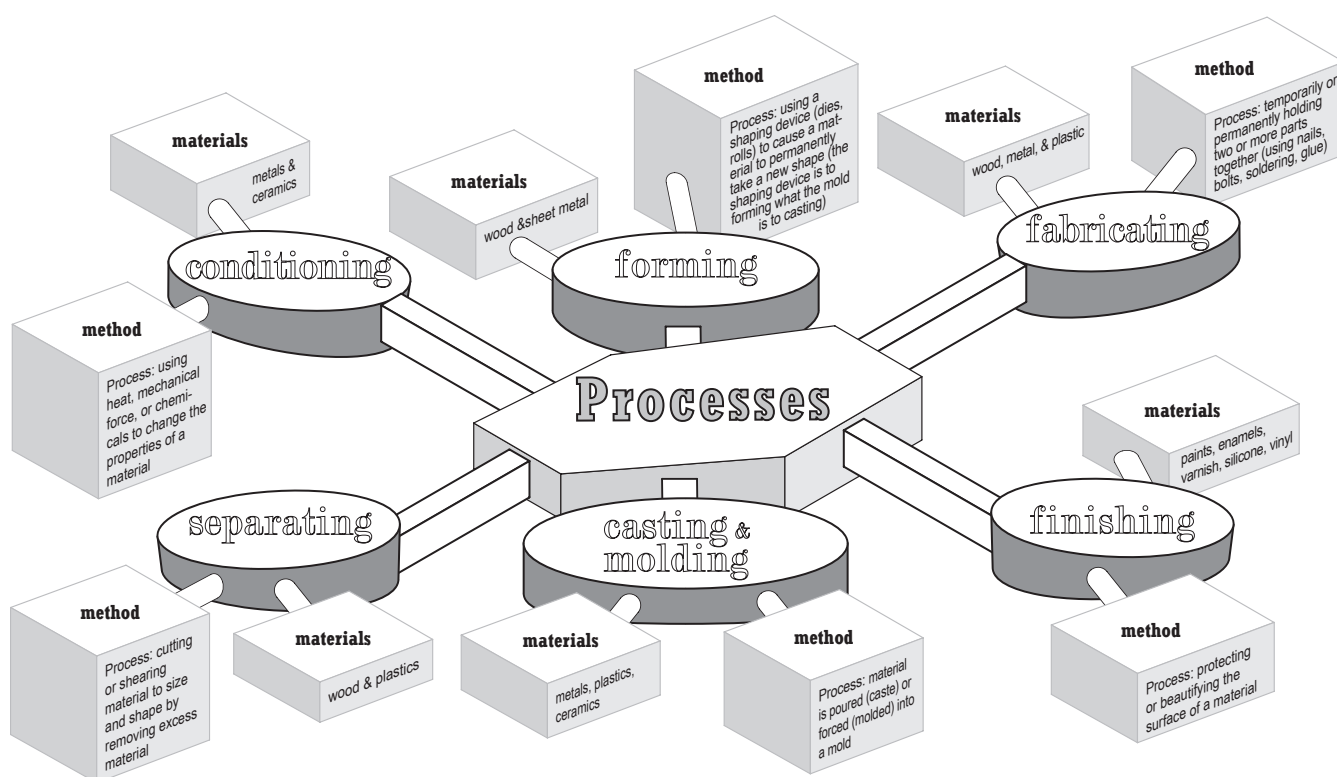 method
Process: using a
shaping device (dies,
rolls) to cause a mat-
erial to permanently
take a new shape (the
shaping device is to
forming what the mold
is to casting)
method
Process: temporarily or
permanently holding
two or more parts
together (using nails,
bolts, soldering, glue)
materials
metals &
ceramics
materials
wood &sheet metal
materials
wood, metal, & plastic
conditioning
forming
fabricating
method
Process: using
heat, mechanical
force, or chemi-
cals to change the
properties of a
material
Processes
materials
paints, enamels,
varnish, silicone, vinyl
separating
casting &
molding
finishing
method
Process: cutting
or shearing
material to size
and shape by
removing excess
material
materials
wood & plastics
materials
metals, plastics,
ceramics
method
Process: material
is poured (caste) or
forced (molded) into
a mold
method
Process: protecting
or beautifying the
surface of a material